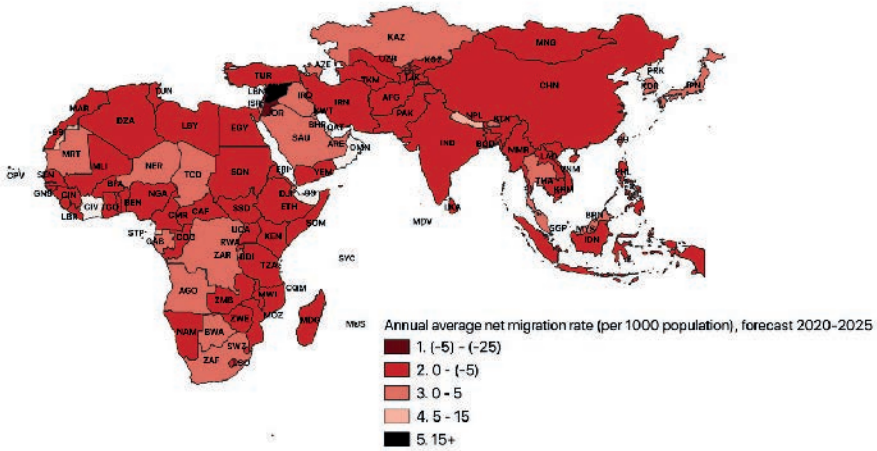 KAZ
MNG
AZE
UZB
KGZ
TUR
TKM
TJK
PRK
KOR
JPN
CHN
TUN
LBN
ISR
IRQ
IRN
AFG
MAR
JOR
KWT
PAK
NPL
BTN
DZA
LBY
EGY
BHR
QAT
SAU
ARE
OMN
IND
BGD
MMR
LAO
MRT
MLI
NER
TCD
SDN
ERI
YEM
VNM
THA
PHL
CPV
SEN
BFA
DJI
KHM
GNB
GIN
NGA
BEN
TGO
CIV
LBR
CMR
CAF
SSD
ETH
SOM
LKA
MDV
BRN
MYS
SGP
IDN
STP
GAB
COG
UGA
KEN
RWA
BDI
ZAR
TZA
SYC
AGO
COM
ZMB
MWI
MOZ
MDG
MUS
ZWE
NAM
BWA
SWZ
LSO
ZAF
Annual average net migration rate (per 1000 population), forecast 2020-2025
1. (-5) - (-25)
2. 0 - (-5)
3. 0 - 5
4. 5 - 15
5. 15+